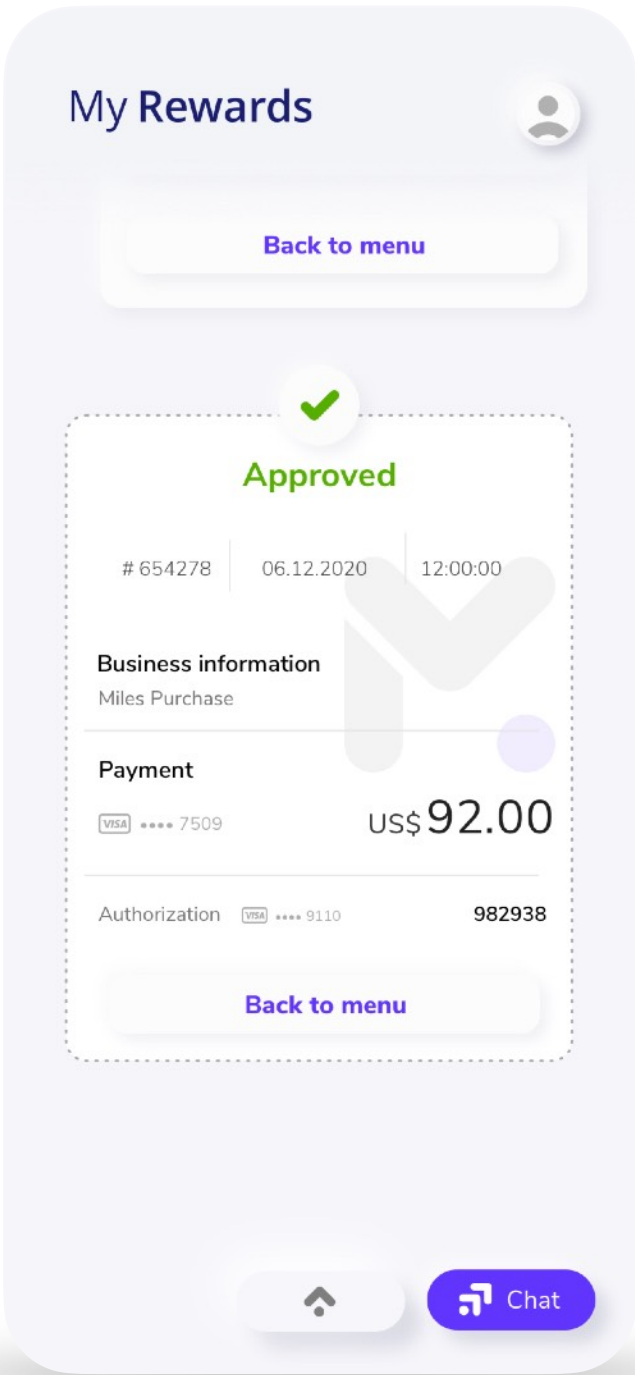 My Rewards
Back to menu
Approved
# 654278 06.12.2020 12:00:00
Business information
Miles Purchase
Payment
VISA •••• 7509 US$ 92.00
Authorization VISA •••• 9110 982938
Back to menu
Chat